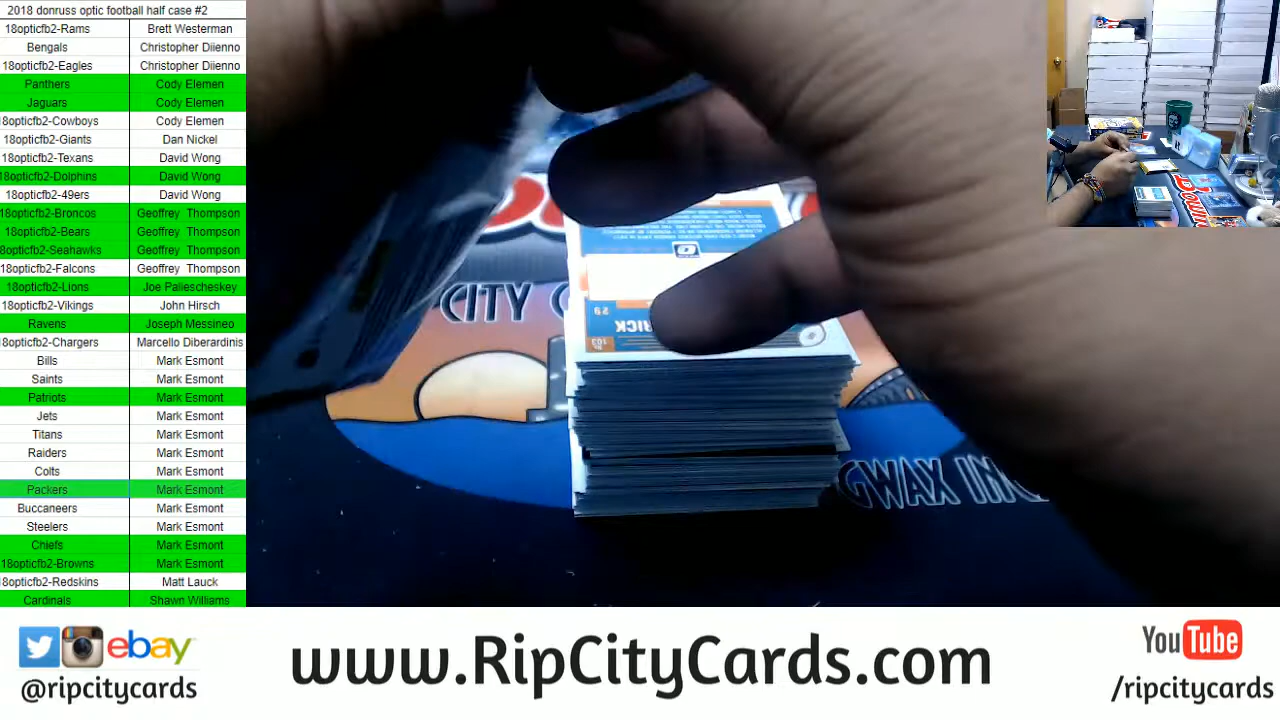 2018 donruss optic football half case #2
18opticfb2-Rams Brett Westerman
Bengals Christopher Diienno
18opticfb2-Eagles Christopher Diienno
Panthers Cody Elemen
Jaguars Cody Elemen
18opticfb2-Cowboys Cody Elemen
18opticfb2-Giants Dan Nickel
18opticfb2-Texans David Wong
18opticfb2-Dolphins David Wong
18opticfb2-49ers David Wong
18opticfb2-Broncos Geoffrey Thompson
18opticfb2-Bears Geoffrey Thompson
8opticfb2-Seahawks Geoffrey Thompson
18opticfb2-Falcons Geoffrey Thompson
18opticfb2-Lions Joe Paliescheskey
18opticfb2-Vikings John Hirsch
Ravens Joseph Messineo
8opticfb2-Chargers Marcello Diberardinis
Bills Mark Esmont
Saints Mark Esmont
Patriots Mark Esmont
Jets Mark Esmont
Titans Mark Esmont
Raiders Mark Esmont
Colts Mark Esmont
Packers Mark Esmont
Buccaneers Mark Esmont
Steelers Mark Esmont
Chiefs Mark Esmont
18opticfb2-Browns Mark Esmont
8opticfb2-Redskins Matt Lauck
Cardinals Shawn Williams
CITY
GWAX IN
29
RICK
103
ebay
@ripcitycards
www.RipCityCards.com
YouTube
/ripcitycards